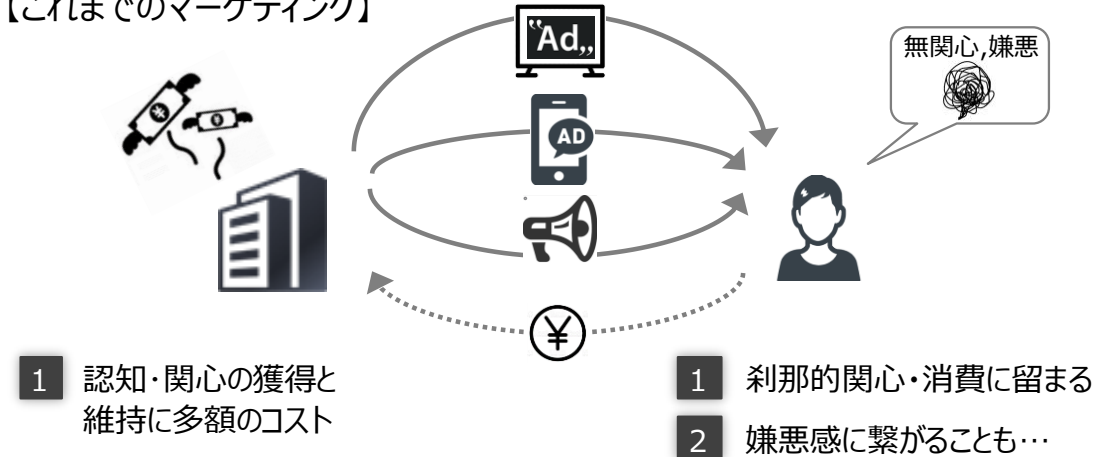 【これまでのマーケティング】
"Ad„
無関心,嫌悪
AD
¥
1 認知・関心の獲得と
維持に多額のコスト
1 刹那的関心・消費に留まる
2 嫌悪感に繋がることも…